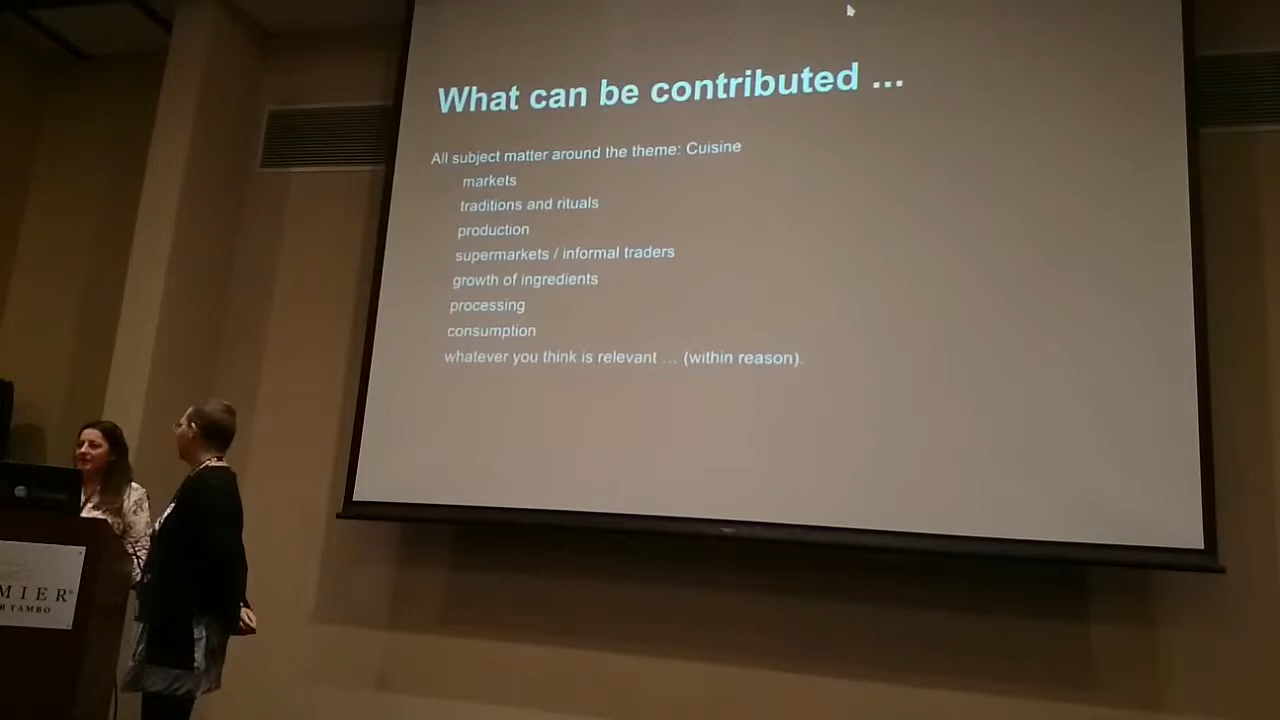 What can be contributed ...
All subject matter around the theme: Cuisine
markets
traditions and rituals
production
supermarkets / informal traders
growth of ingredients
processing
consumption
whatever you think is relevant ... (within reason).
MIER®
TAMBO